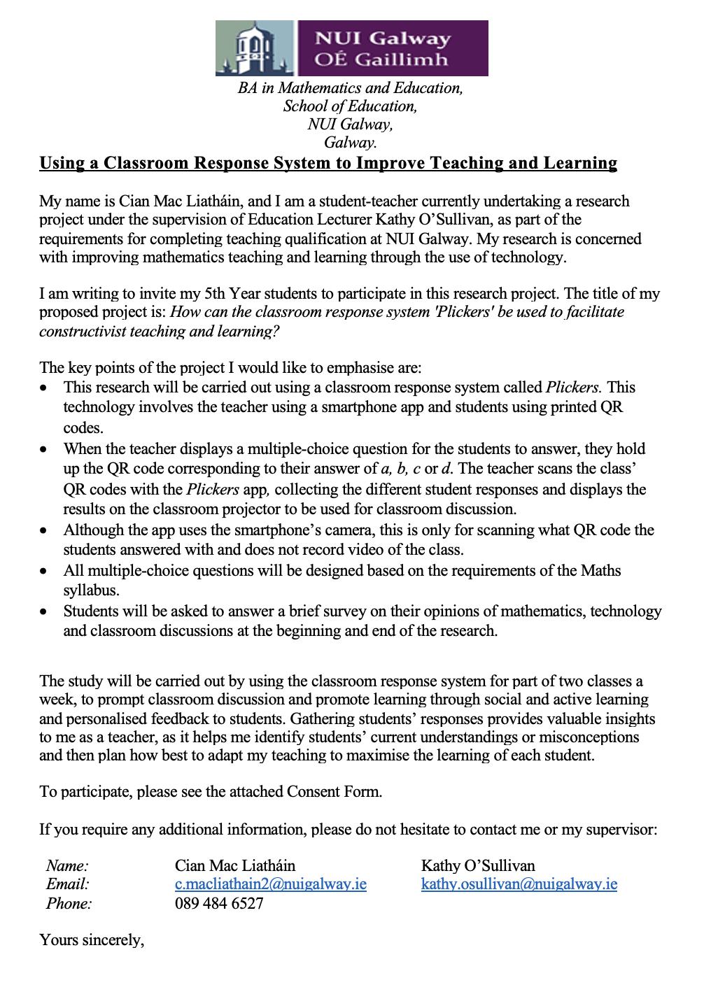 NUI Galway
OÉ Gaillimh
BA in Mathematics and Education,
School of Education,
NUI Galway,
Galway.
Using a Classroom Response System to Improve Teaching and Learning
My name is Cian Mac Liatháin, and I am a student-teacher currently undertaking a research
project under the supervision of Education Lecturer Kathy O’Sullivan, as part of the
requirements for completing teaching qualification at NUI Galway. My research is concerned
with improving mathematics teaching and learning through the use of technology.
I am writing to invite my 5th Year students to participate in this research project. The title of my
proposed project is: How can the classroom response system 'Plickers' be used to facilitate
constructivist teaching and learning?
The key points of the project I would like to emphasise are:
• This research will be carried out using a classroom response system called Plickers. This
technology involves the teacher using a smartphone app and students using printed QR
codes.
• When the teacher displays a multiple-choice question for the students to answer, they hold
up the QR code corresponding to their answer of a, b, c or d. The teacher scans the class’
QR codes with the Plickers app, collecting the different student responses and displays the
results on the classroom projector to be used for classroom discussion.
• Although the app uses the smartphone’s camera, this is only for scanning what QR code the
students answered with and does not record video of the class.
• All multiple-choice questions will be designed based on the requirements of the Maths
syllabus.
• Students will be asked to answer a brief survey on their opinions of mathematics, technology
and classroom discussions at the beginning and end of the research.
The study will be carried out by using the classroom response system for part of two classes a
week, to prompt classroom discussion and promote learning through social and active learning
and personalised feedback to students. Gathering students’ responses provides valuable insights
to me as a teacher, as it helps me identify students’ current understandings or misconceptions
and then plan how best to adapt my teaching to maximise the learning of each student.
To participate, please see the attached Consent Form.
If you require any additional information, please do not hesitate to contact me or my supervisor:
Name: Cian Mac Liatháin Kathy O’Sullivan
Email: c.macliathain2@nuigalway.ie kathy.osullivan@nuigalway.ie
Phone: 089 484 6527
Yours sincerely,